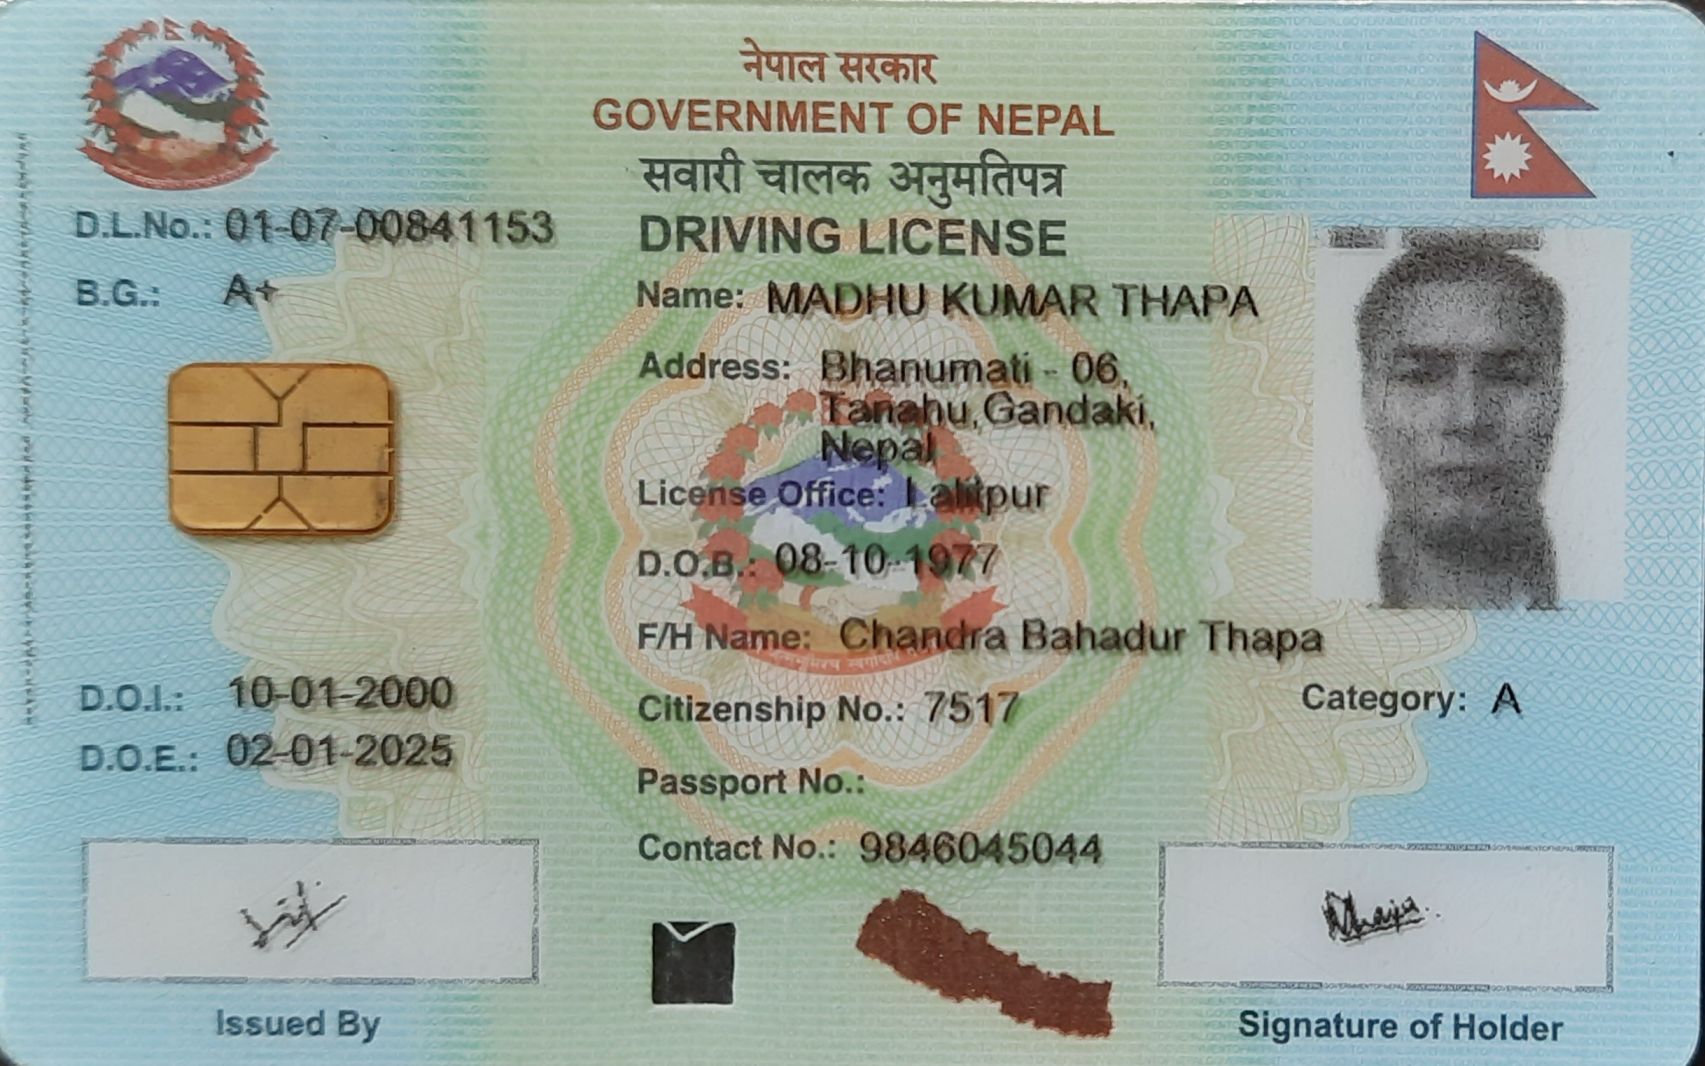 नेपाल सरकार
GOVERNMENT OF NEPAL
सवारी चालक अनुमतिपत्र
DRIVING LICENSE
D.L.No.: 01-07-00841153
B.G.: A+
Name: MADHU KUMAR THAPA
Address: Bhanumati - 06,
Tanahu,Gandaki,
Nepal
License Office: Lalitpur
D.O.B.: 08-10-1977
F/H Name: Chandra Bahadur Thapa
D.O.I.: 10-01-2000
Citizenship No.: 7517
Category: A
D.O.E.: 02-01-2025
Passport No.:
Contact No.: 9846045044
Issued By
Signature of Holder